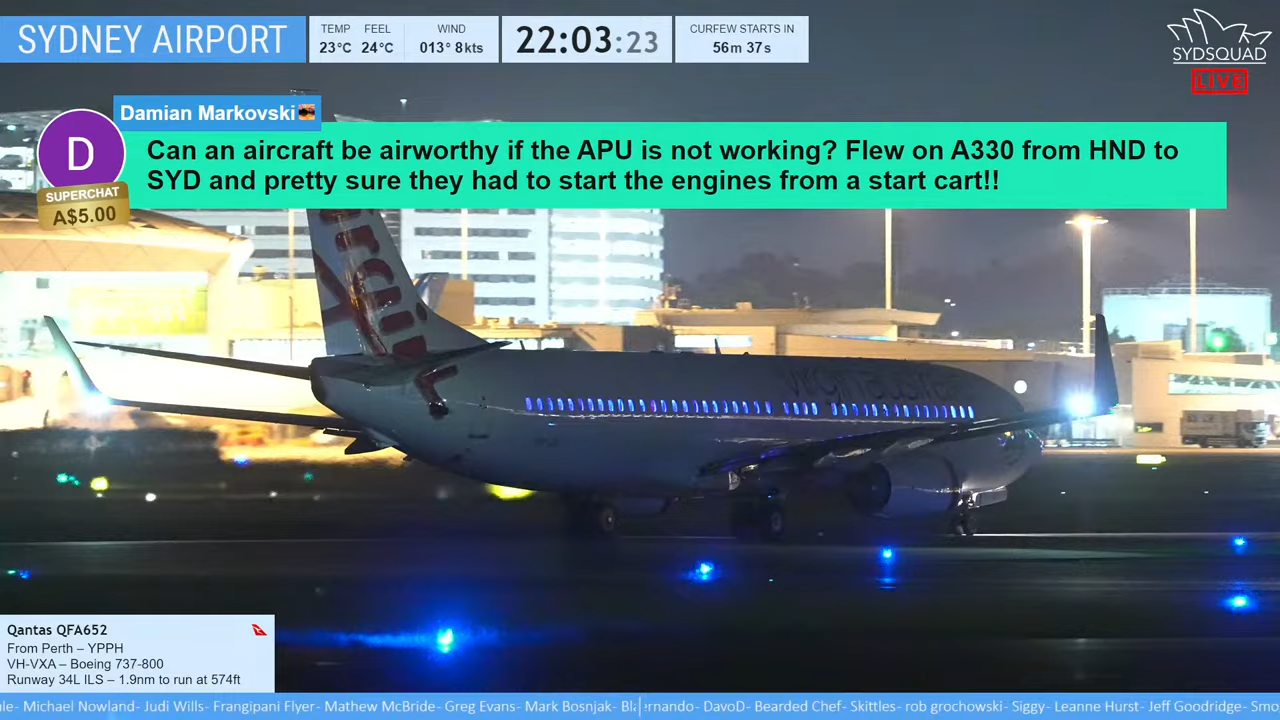 SYDNEY AIRPORT
TEMP FEEL WIND
23°C 24°C 013° 8kts
22:03:23
CURFEW STARTS IN
56m 37s
SYDSQUAD
LIVE
Damian Markovski
D
Can an aircraft be airworthy if the APU is not working? Flew on A330 from HND to
SYD and pretty sure they had to start the engines from a start cart!!
SUPERCHAT
A$5.00
virgin australia
Qantas QFA652
From Perth – YPPH
VH-VXA – Boeing 737-800
Runway 34L ILS – 1.9nm to run at 574ft
Michael Nowland- Judi Wills- Frangipani Flyer- Mathew McBride- Greg Evans- Mark Bosnjak- DavoD- Bearded Chef- Skittles- rob grochowski- Siggy- Leanne Hurst- Jeff Goodridge-